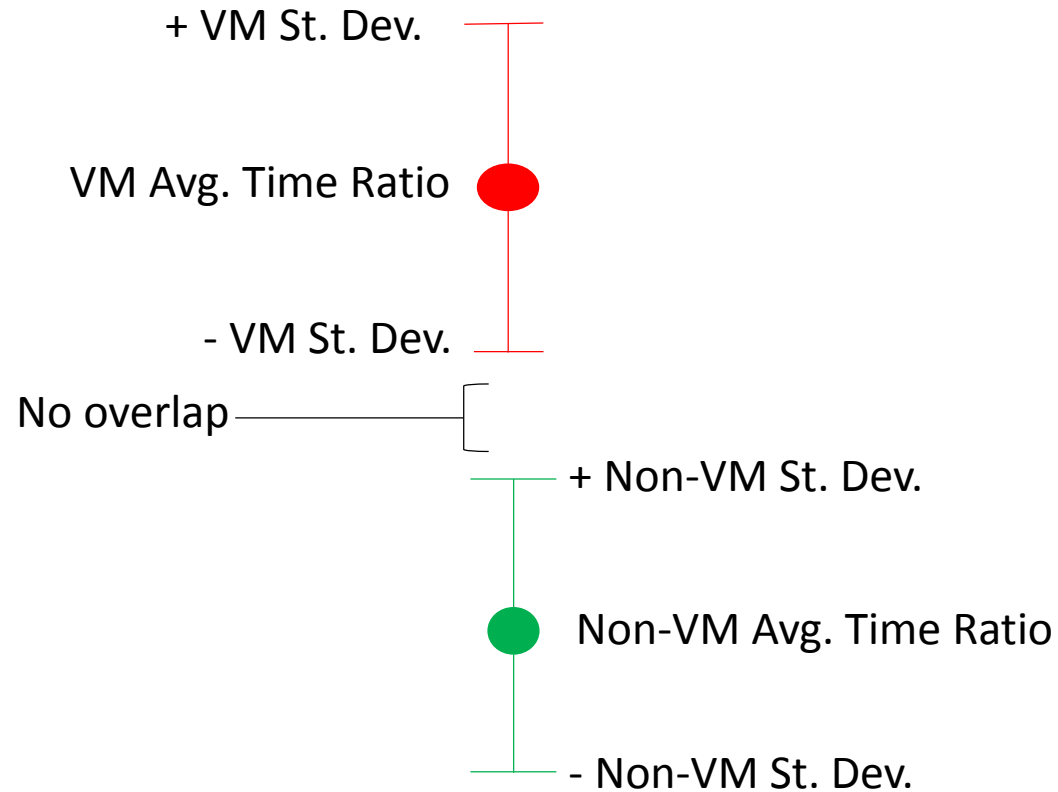 + VM St. Dev.
VM Avg. Time Ratio
- VM St. Dev.
No overlap
+ Non-VM St. Dev.
Non-VM Avg. Time Ratio
- Non-VM St. Dev.